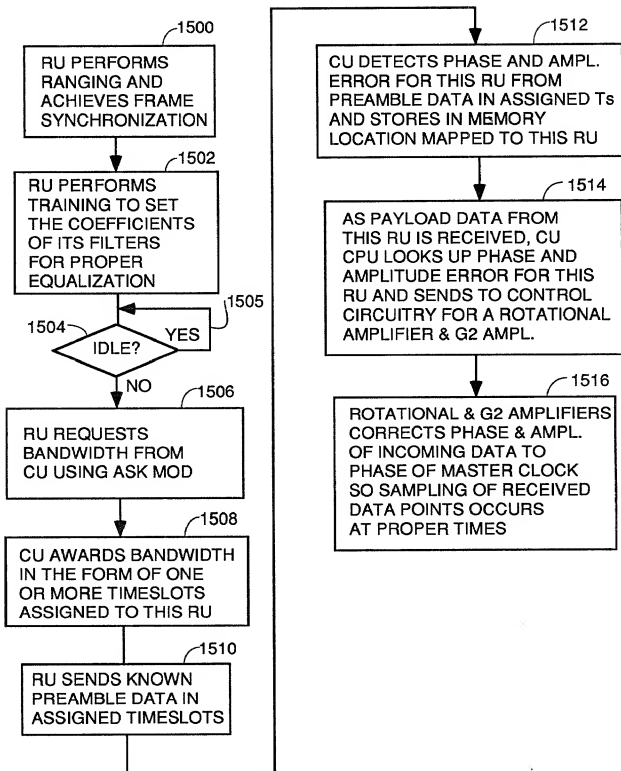 1500
RU PERFORMS
RANGING AND
ACHIEVES FRAME
SYNCHRONIZATION
1502
RU PERFORMS
TRAINING TO SET
THE COEFFICIENTS
OF ITS FILTERS
FOR PROPER
EQUALIZATION
1505
1504
YES
IDLE?
NO
1506
RU REQUESTS
BANDWIDTH FROM
CU USING ASK MOD
1508
CU AWARDS BANDWIDTH
IN THE FORM OF ONE
OR MORE TIMESLOTS
ASSIGNED TO THIS RU
1510
RU SENDS KNOWN
PREAMBLE DATA IN
ASSIGNED TIMESLOTS
1512
CU DETECTS PHASE AND AMPL.
ERROR FOR THIS RU FROM
PREAMBLE DATA IN ASSIGNED Ts
AND STORES IN MEMORY
LOCATION MAPPED TO THIS RU
1514
AS PAYLOAD DATA FROM
THIS RU IS RECEIVED, CU
CPU LOOKS UP PHASE AND
AMPLITUDE ERROR FOR THIS
RU AND SENDS TO CONTROL
CIRCUITRY FOR A ROTATIONAL
AMPLIFIER & G2 AMPL.
1516
ROTATIONAL & G2 AMPLIFIERS
CORRECTS PHASE & AMPL.
OF INCOMING DATA TO
PHASE OF MASTER CLOCK
SO SAMPLING OF RECEIVED
DATA POINTS OCCURS
AT PROPER TIMES